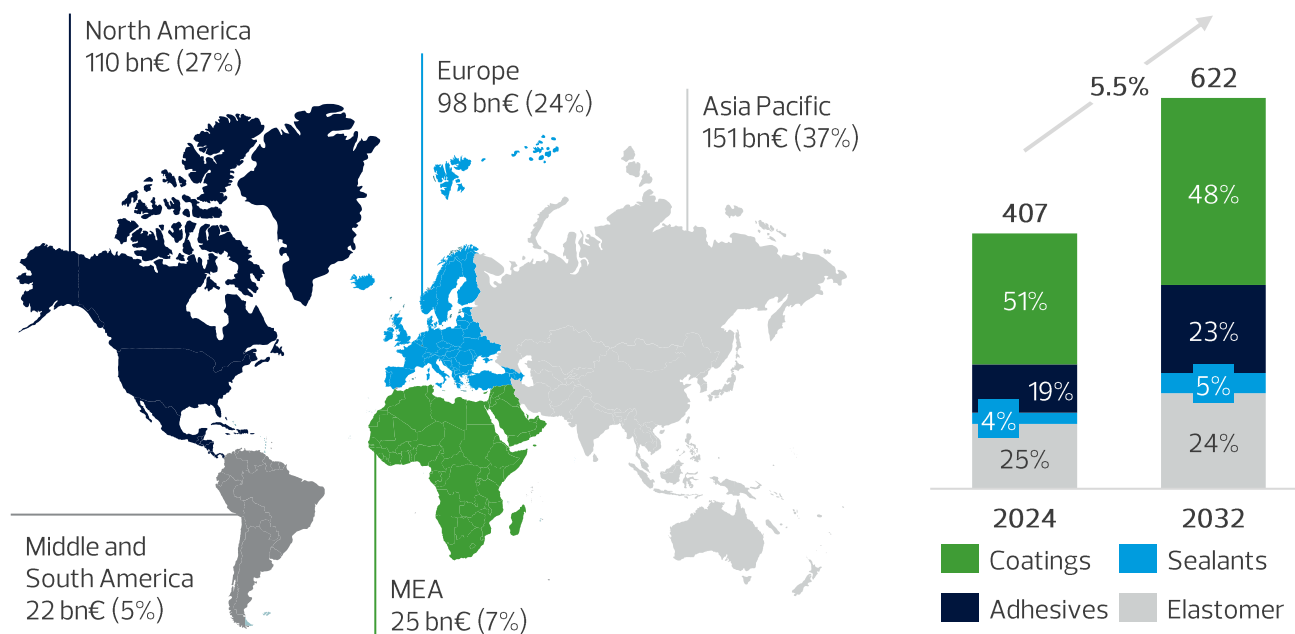 North America
110 bn€ (27%)
Europe
98 bn€ (24%)
Asia Pacific
151 bn€ (37%)
Middle and
South America
22 bn€ (5%)
MEA
25 bn€ (7%)
5.5%
622
407
48%
51%
23%
19%
5%
4%
24%
25%
2024
2032
Coatings
Sealants
Adhesives
Elastomer